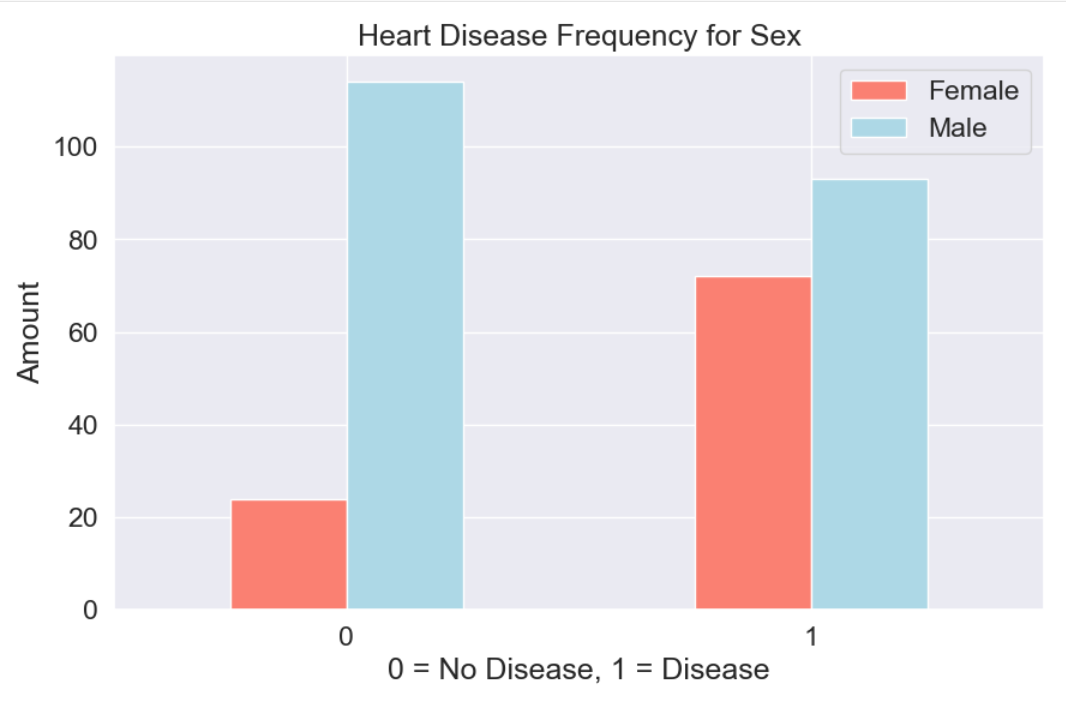 Heart Disease Frequency for Sex
Female
Male
100
80
60
40
20
0
Amount
0 1
0 = No Disease, 1 = Disease